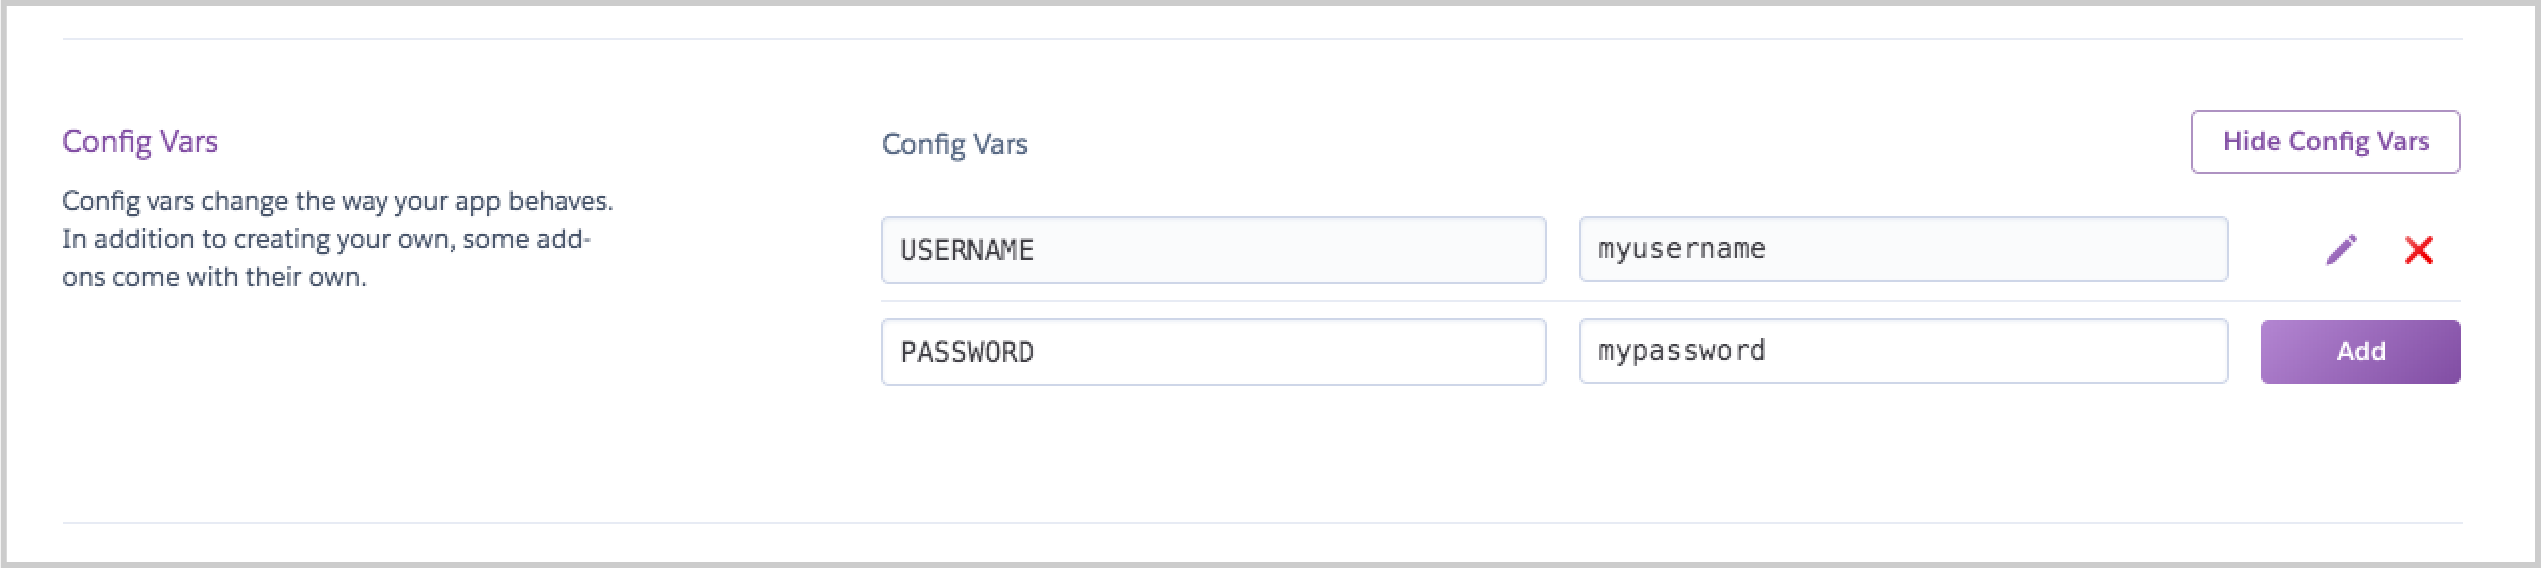 Config Vars
Config vars change the way your app behaves.
In addition to creating your own, some add-
ons come with their own.
Config Vars
Hide Config Vars
USERNAME
myusername
PASSWORD
mypassword
Add